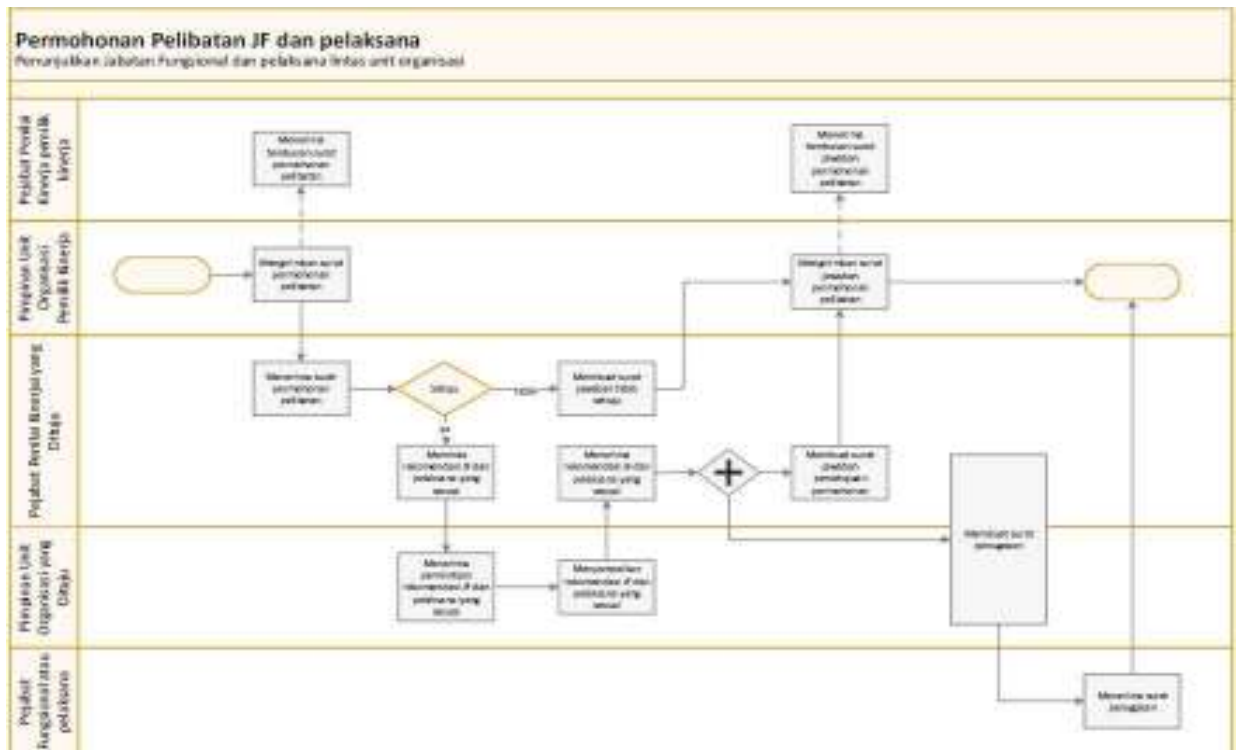 Permohonan Pelibatan JF dan pelaksana
Penunjukkan Jabatan Fungsional dan pelaksana lintas unit organisasi
Pejabat Penilai
Kinerja pemilik
kinerja
Menerima
tembusan surat
permohonan
pelibatan
Menerima
tembusan surat
jawaban
permohonan
pelibatan
Pimpinan Unit
Organisasi
Pemilik Kinerja
Mengirimkan surat
permohonan
pelibatan
Mengirimkan surat
jawaban
permohonan
pelibatan
Pejabat Penilai Kinerja yang
Dituju
Menerima surat
permohonan
pelibatan
Setuju
Tidak
Membuat surat
jawaban tidak
setuju
ya
Meminta
rekomendasi JF dan
pelaksana yang
sesuai
Menerima
rekomendasi JF dan
pelaksana yang
sesuai
Membuat surat
jawaban
persetujuan
permohonan
Membuat surat
penugasan
Pimpinan Unit
Organisasi yang
Dituju
Menerima
permintaan
rekomendasi JF dan
pelaksana yang
sesuai
Menyampaikan
rekomendasi JF dan
pelaksana yang
sesuai
Pejabat
Fungsional atau
pelaksana
Menerima surat
penugasan